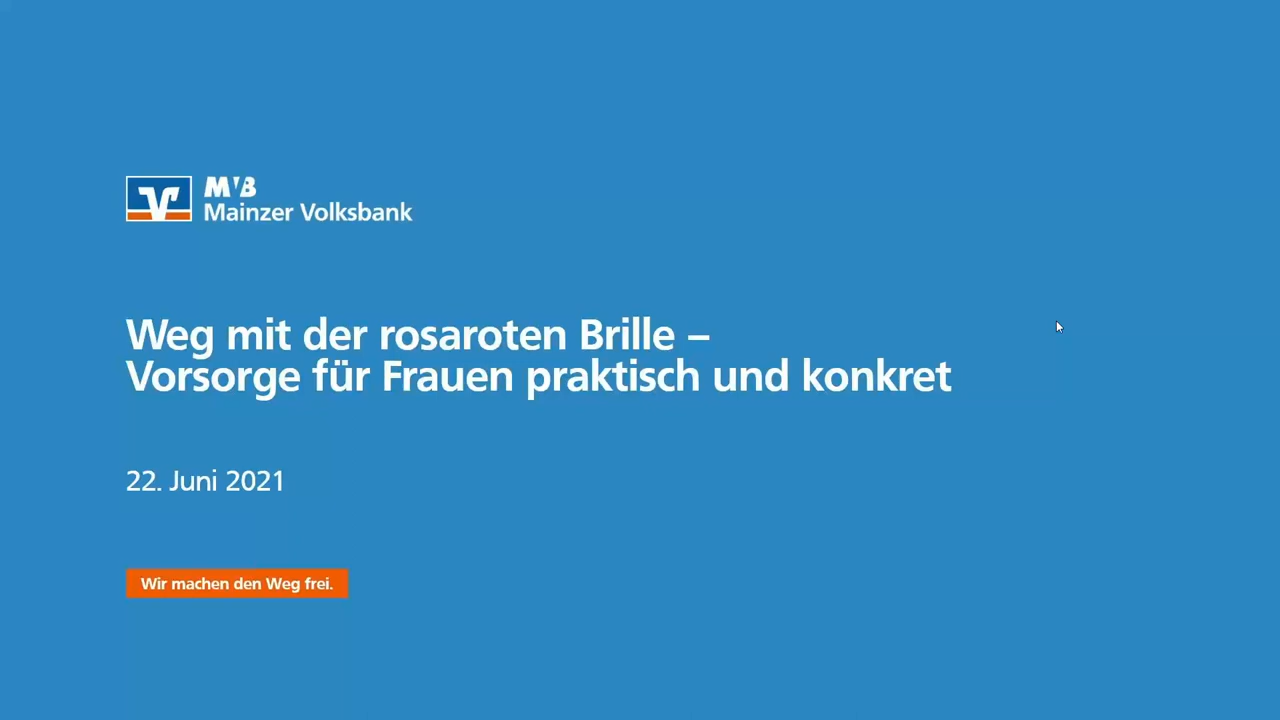 MVB
Mainzer Volksbank
Weg mit der rosaroten Brille –
Vorsorge für Frauen praktisch und konkret
22. Juni 2021
Wir machen den Weg frei.